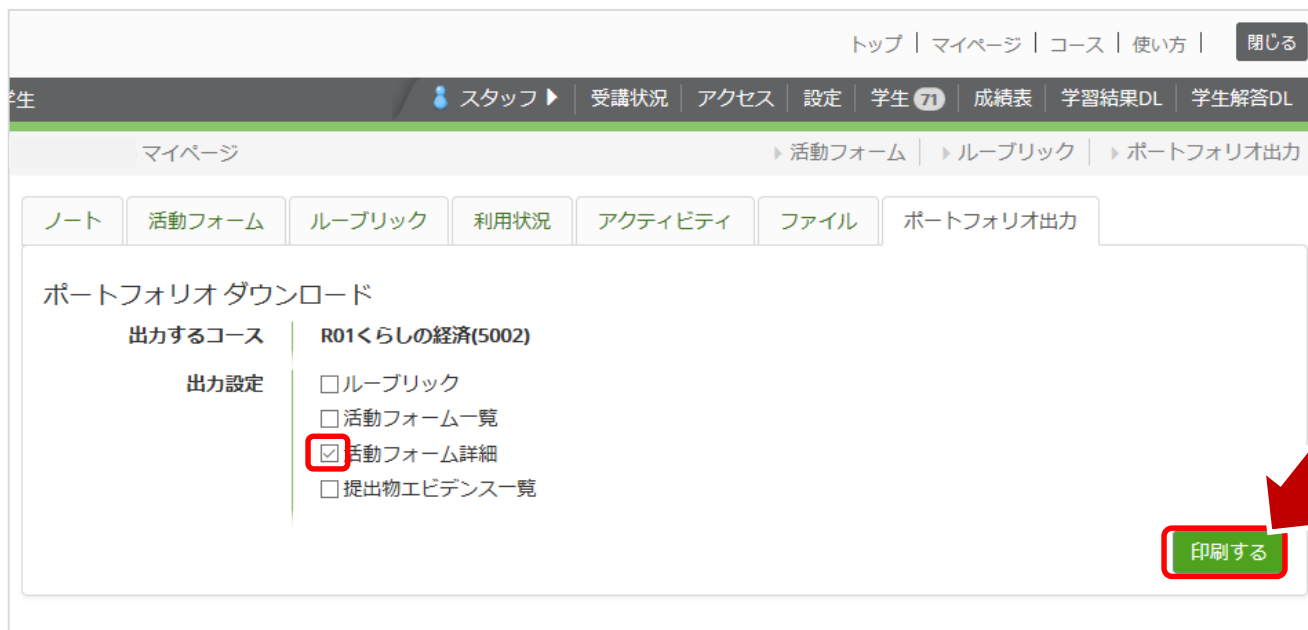 トップ | マイページ | コース | 使い方 | 閉じる
学生 スタッフ ▶ 受講状況 アクセス 設定 学生 71 成績表 学習結果DL 学生解答DL
マイページ 活動フォーム ルーブリック ポートフォリオ出力
ノート 活動フォーム ルーブリック 利用状況 アクティビティ ファイル ポートフォリオ出力
ポートフォリオ ダウンロード
出力するコース R01くらしの経済(5002)
出力設定 ルーブリック
活動フォーム一覧
活動フォーム詳細
提出物エビデンス一覧
印刷する